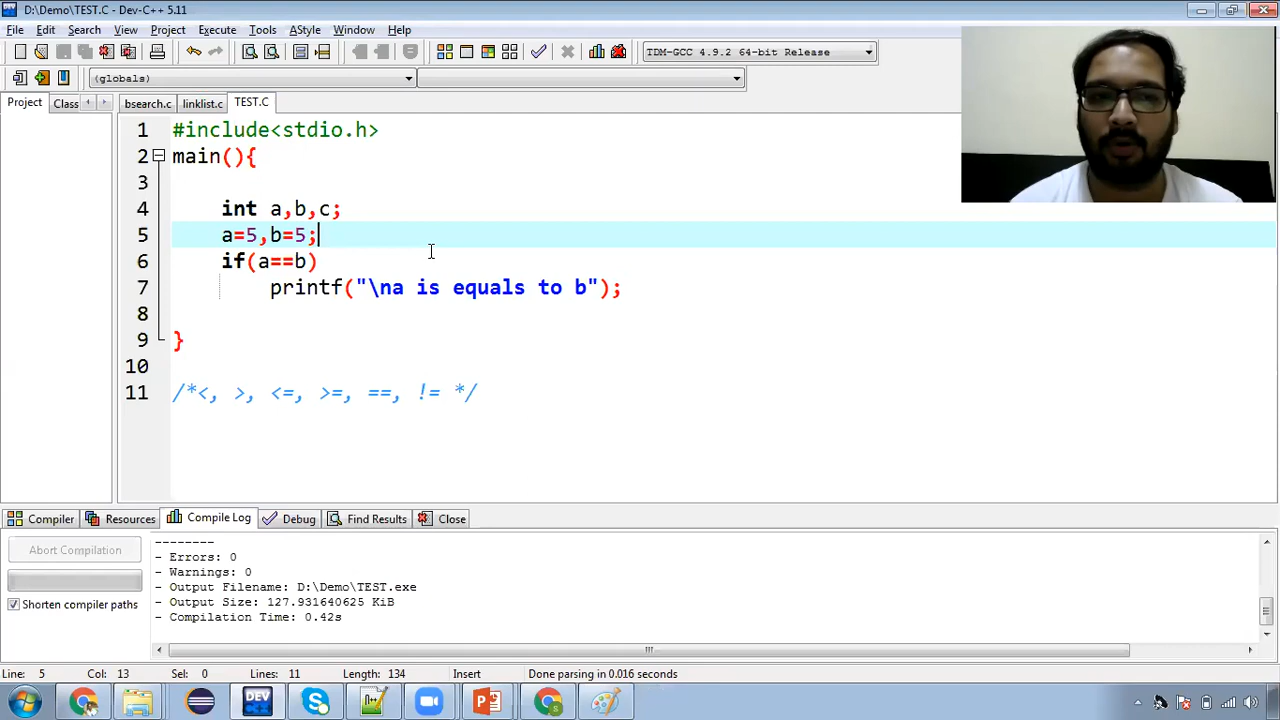 D:\Demo\TEST.C - Dev-C++ 5.11
File Edit Search View Project Execute Tools AStyle Window Help
TDM-GCC 4.9.2 64-bit Release
(globals)
Project Class bsearch.c linklist.c TEST.C
1 #include<stdio.h>
2 main(){
3
4 int a,b,c;
5 a=5,b=5;
6 if(a==b)
7 printf("\na is equals to b");
8
9 }
10
11 /*<, >, <=, >=, ==, != */
Compiler Resources Compile Log Debug Find Results Close
Abort Compilation
Shorten compiler paths
--------
- Errors: 0
- Warnings: 0
- Output Filename: D:\Demo\TEST.exe
- Output Size: 127.931640625 KiB
- Compilation Time: 0.42s
Line: 5 Col: 13 Sel: 0 Lines: 11 Length: 134 Insert Done parsing in 0.016 seconds
DEV C++